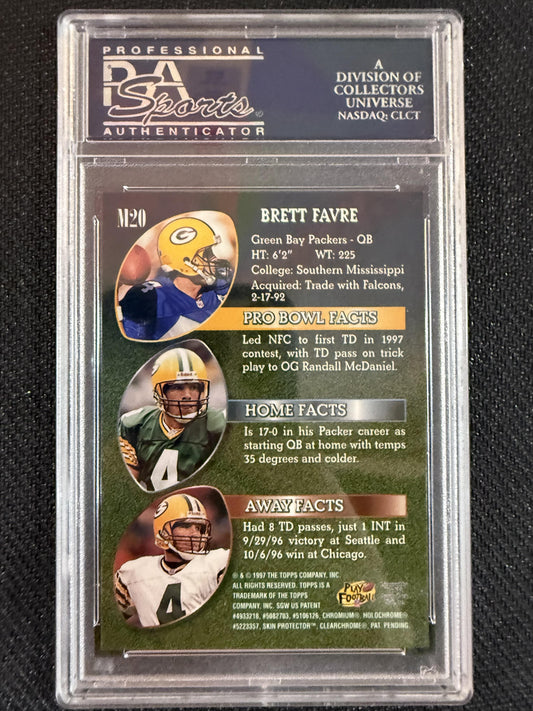 PROFESSIONAL
PSA
Sports
AUTHENTICATOR
A
DIVISION OF
COLLECTORS
UNIVERSE
NASDAQ: CLCT
M20
BRETT FAVRE
Green Bay Packers - QB
HT: 6'2" WT: 225
College: Southern Mississippi
Acquired: Trade with Falcons,
2-17-92
PRO BOWL FACTS
Led NFC to first TD in 1997
contest, with TD pass on trick
play to OG Randall McDaniel.
HOME FACTS
Is 17-0 in his Packer career as
starting QB at home with temps
35 degrees and colder.
AWAY FACTS
Had 8 TD passes, just 1 INT in
9/29/96 victory at Seattle and
10/6/96 win at Chicago.
® & © 1997 THE TOPPS COMPANY, INC.
ALL RIGHTS RESERVED. TOPPS IS A
TRADEMARK OF THE TOPPS
COMPANY, INC. SGW US PATENT
#4933218, #5082703, #5106126, CHROMIUM®, HOLOCHROME®
#5223357, SKIN PROTECTOR™, CLEARCHROME®, PAT. PENDING.
PLAY
FOOTBALL
4
4